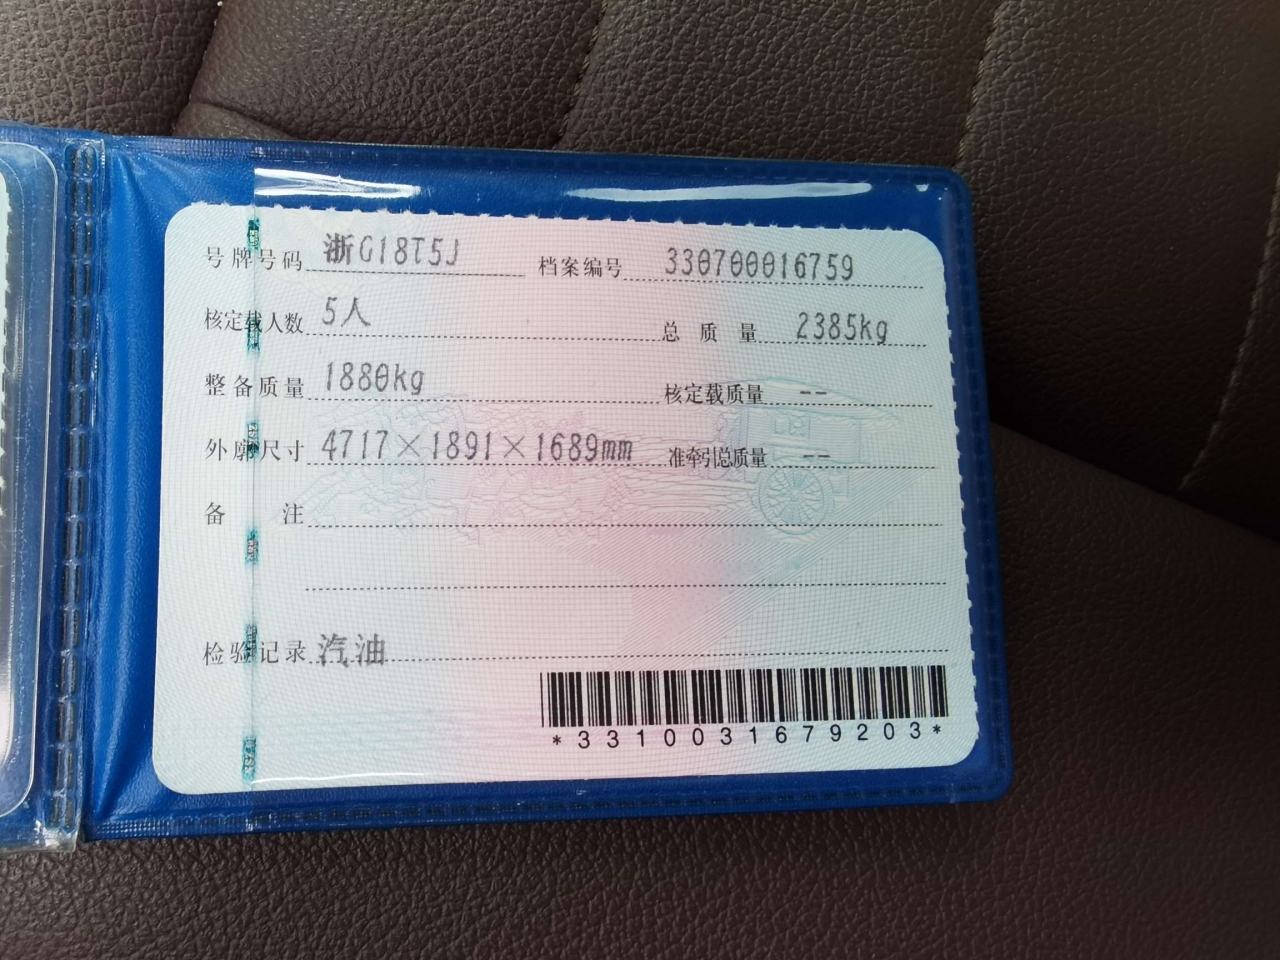 号牌号码 浙G18T5J 档案编号 330700016759
核定载人数 5人 总质量 2385kg
整备质量 1880kg 核定载质量 --
外廓尺寸 4717×1891×1689mm 准牵引总质量 --
备注
检验记录 汽油
*3310031679203*